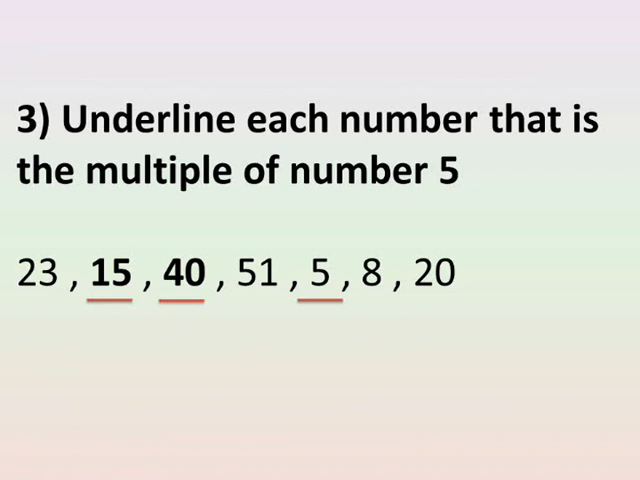 3) Underline each number that is
the multiple of number 5
23 , 15 , 40 , 51 , 5 , 8 , 20